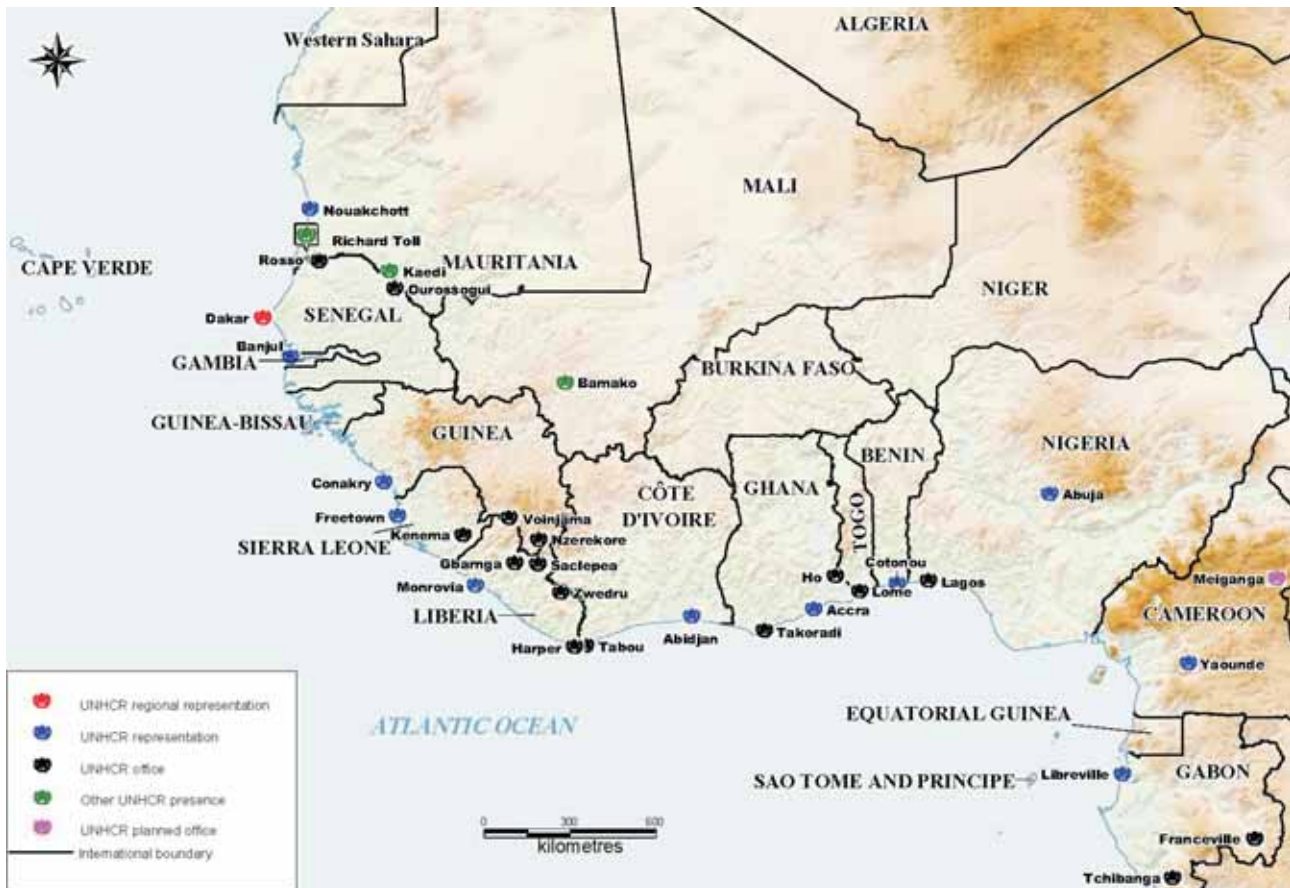 Western Sahara
ALGERIA
MALI
Nouakchott
Richard Toll
Rosso
CAPE VERDE
MAURITANIA
Kaedi
Ourossogui
NIGER
SENEGAL
Dakar
Banjul
GAMBIA
BURKINA FASO
Bamako
GUINEA-BISSAU
GUINEA
BENIN
NIGERIA
CÔTE
D'IVOIRE
GHANA
TOGO
Conakry
Abuja
Freetown
Voinjama
Kenema
Nzerekore
SIERRA LEONE
Gbarnga
Saclepea
Cotonou
Ho
Lagos
Meiganga
Monrovia
Zwedru
Lome
LIBERIA
Accra
CAMEROON
Abidjan
Takoradi
Harper
Tabou
Yaounde
UNHCR regional representation
UNHCR representation
UNHCR office
Other UNHCR presence
UNHCR planned office
International boundary
ATLANTIC OCEAN
EQUATORIAL GUINEA
SAO TOME AND PRINCIPE
Libreville
GABON
0 300 600
kilometres
Franceville
Tchibanga